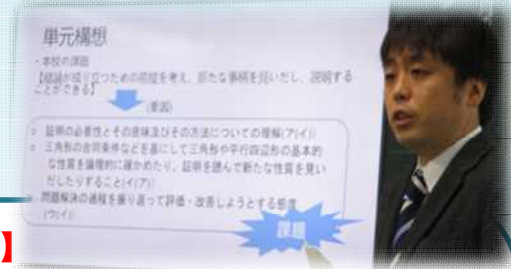 単元構想
・本校の課題
【結論が成り立つための前提を考え、新たな事柄を見いだし、説明する
ことができる】
(要因)
○ 証明の必要性とその意味及びその方法についての理解(ア(イ))
○ 三角形の合同条件などを基にして三角形や平行四辺形の基本的
な性質を論理的に確かめたり、証明を読んで新たな性質を見い
だしたりすること(イ(ア))
○ 問題解決の過程を振り返って評価・改善しようとする態度
(ウ(イ))
課題
】